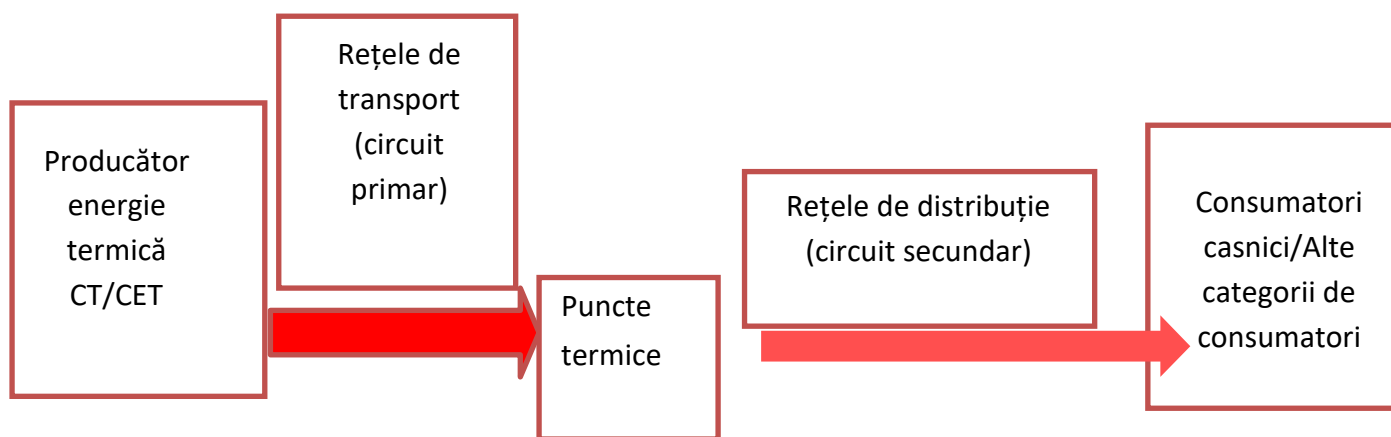 Producător
energie
termică
CT/CET
Rețele de
transport
(circuit
primar)
Puncte
termice
Rețele de distribuție
(circuit secundar)
Consumatori
casnici/Alte
categorii de
consumatori